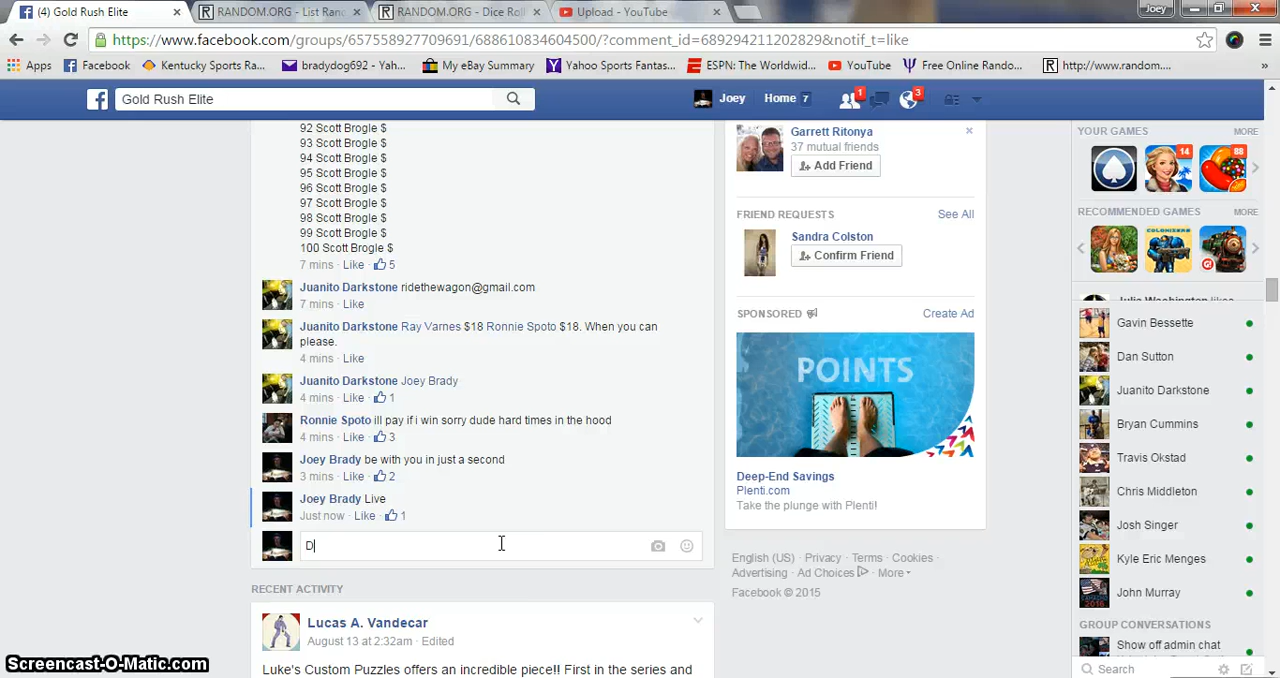 (4) Gold Rush Elite
RANDOM.ORG - List Rand
RANDOM.ORG - Dice Roll
Upload - YouTube
Joey
https://www.facebook.com/groups/657558927709691/688610834604500/?comment_id=689294211202829&notif_t=like
Apps
Facebook
Kentucky Sports Ra...
bradydog692 - Yah...
My eBay Summary
Yahoo Sports Fantas...
ESPN: The Worldwid...
YouTube
Free Online Rando...
http://www.random....
»
Gold Rush Elite
Joey
Home 7
1
3
92 Scott Brogle $
93 Scott Brogle $
94 Scott Brogle $
95 Scott Brogle $
96 Scott Brogle $
97 Scott Brogle $
98 Scott Brogle $
99 Scott Brogle $
100 Scott Brogle $
7 mins · Like · 5
Juanito Darkstone ridethewagon@gmail.com
7 mins · Like
Juanito Darkstone Ray Varnes $18 Ronnie Spoto $18. When you can
please.
4 mins · Like
Juanito Darkstone Joey Brady
4 mins · Like · 1
Ronnie Spoto ill pay if i win sorry dude hard times in the hood
4 mins · Like · 3
Joey Brady be with you in just a second
3 mins · Like · 2
Joey Brady Live
Just now · Like · 1
D
RECENT ACTIVITY
Lucas A. Vandecar
August 13 at 2:32am · Edited
Luke's Custom Puzzles offers an incredible piece!! First in the series and
Garrett Ritonya
37 mutual friends
Add Friend
FRIEND REQUESTS
See All
Sandra Colston
Confirm Friend
SPONSORED
Create Ad
POINTS
Deep-End Savings
Plenti.com
Take the plunge with Plenti!
English (US) · Privacy · Terms · Cookies ·
Advertising · Ad Choices · More
Facebook © 2015
YOUR GAMES
MORE
14
88
RECOMMENDED GAMES
MORE
Julie Washington likes
Gavin Bessette
Dan Sutton
Juanito Darkstone
Bryan Cummins
Travis Okstad
Chris Middleton
Josh Singer
Kyle Eric Menges
John Murray
GROUP CONVERSATIONS
Show off admin chat
Search
Screencast-O-Matic.com